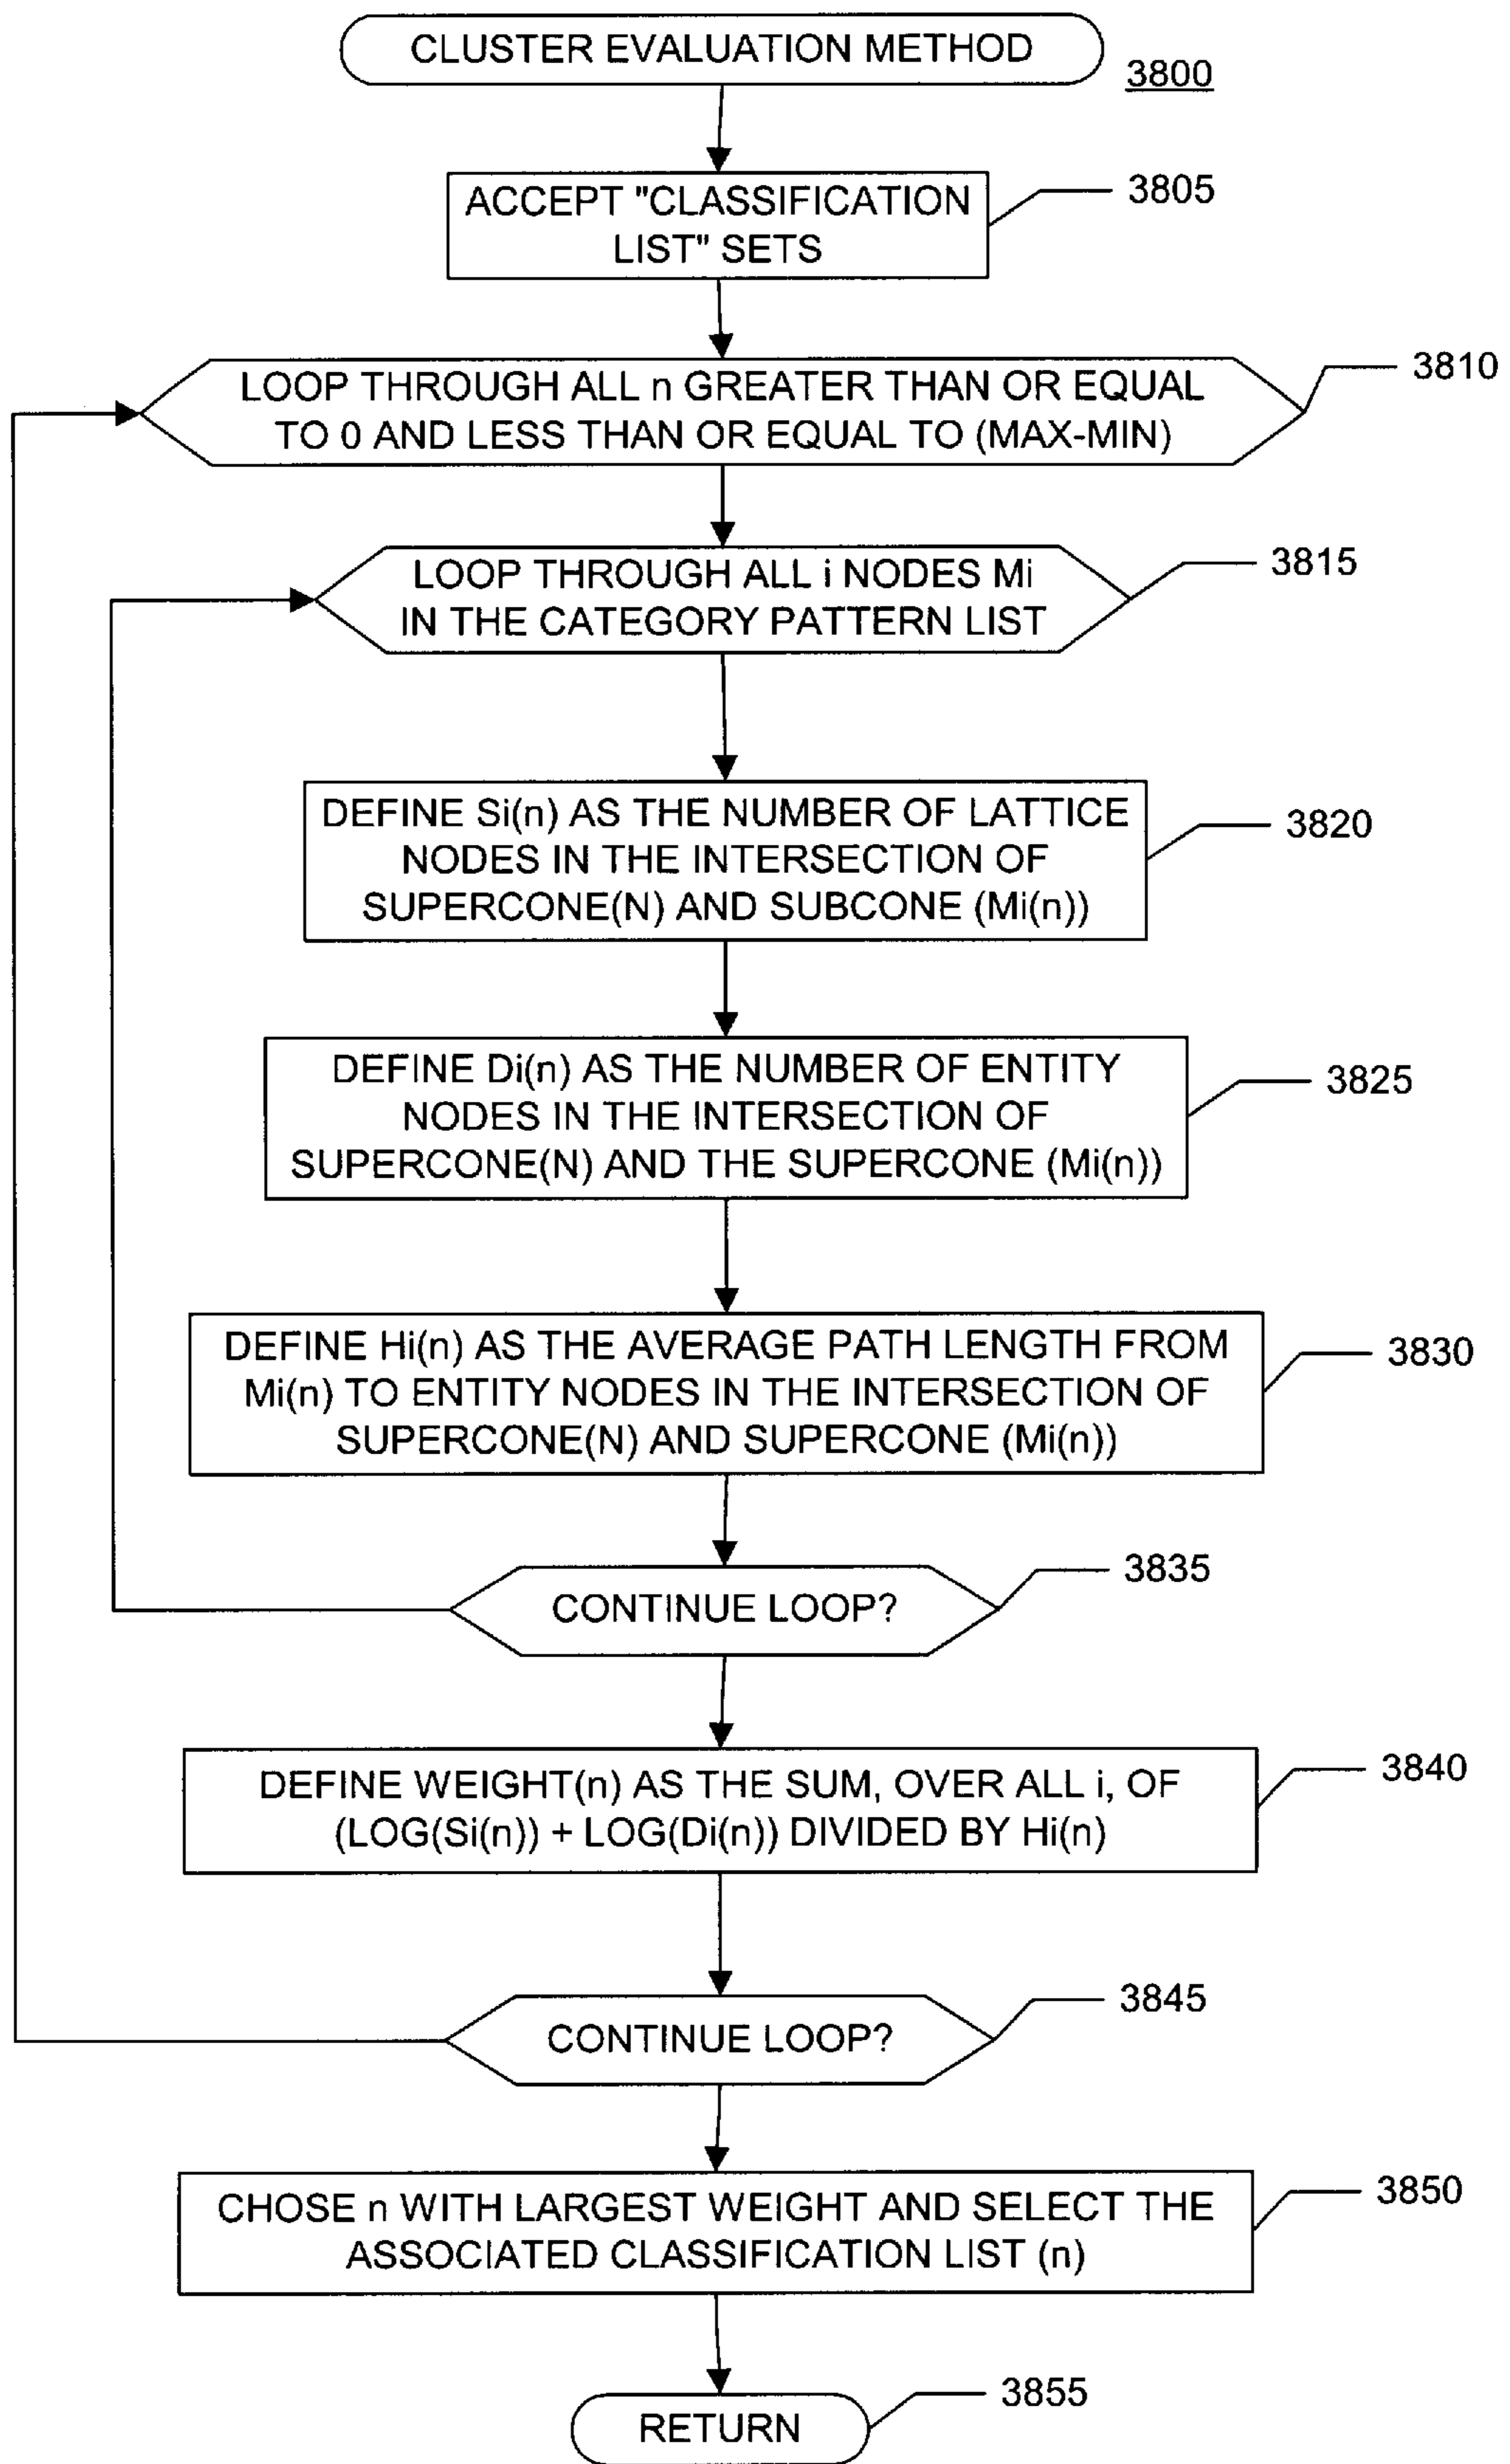 CLUSTER EVALUATION METHOD
3800
ACCEPT "CLASSIFICATION
LIST" SETS
3805
LOOP THROUGH ALL n GREATER THAN OR EQUAL
TO 0 AND LESS THAN OR EQUAL TO (MAX-MIN)
3810
LOOP THROUGH ALL i NODES Mi
IN THE CATEGORY PATTERN LIST
3815
DEFINE Si(n) AS THE NUMBER OF LATTICE
NODES IN THE INTERSECTION OF
SUPERCONE(N) AND SUBCONE (Mi(n))
3820
DEFINE Di(n) AS THE NUMBER OF ENTITY
NODES IN THE INTERSECTION OF
SUPERCONE(N) AND THE SUPERCONE (Mi(n))
3825
DEFINE Hi(n) AS THE AVERAGE PATH LENGTH FROM
Mi(n) TO ENTITY NODES IN THE INTERSECTION OF
SUPERCONE(N) AND SUPERCONE (Mi(n))
3830
CONTINUE LOOP?
3835
DEFINE WEIGHT(n) AS THE SUM, OVER ALL i, OF
(LOG(Si(n)) + LOG(Di(n)) DIVIDED BY Hi(n)
3840
CONTINUE LOOP?
3845
CHOSE n WITH LARGEST WEIGHT AND SELECT THE
ASSOCIATED CLASSIFICATION LIST (n)
3850
RETURN
3855